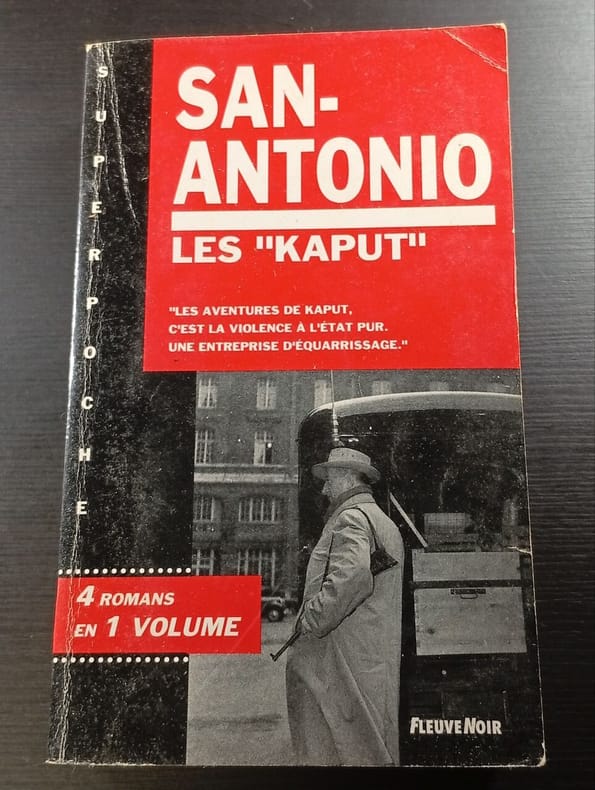 SUPERPOCHE
SAN-
ANTONIO
LES "KAPUT"
"LES AVENTURES DE KAPUT,
C'EST LA VIOLENCE À L'ÉTAT PUR.
UNE ENTREPRISE D'ÉQUARRISSAGE."
4 ROMANS
EN 1 VOLUME
FLEUVE NOIR